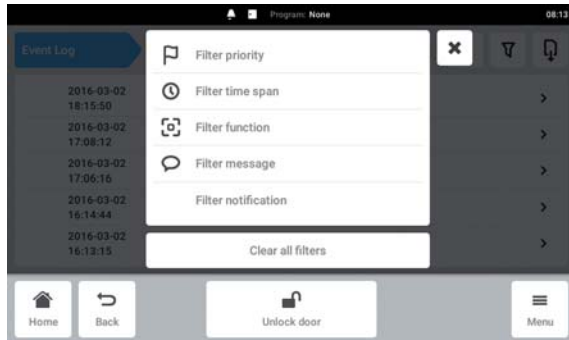 Program: None
08:13
Event Log
Filter priority
Filter time span
Filter function
Filter message
Filter notification
Clear all filters
2016-03-02
18:15:50
2016-03-02
17:08:12
2016-03-02
17:06:16
2016-03-02
16:14:44
2016-03-02
16:13:15
Home
Back
Unlock door
Menu